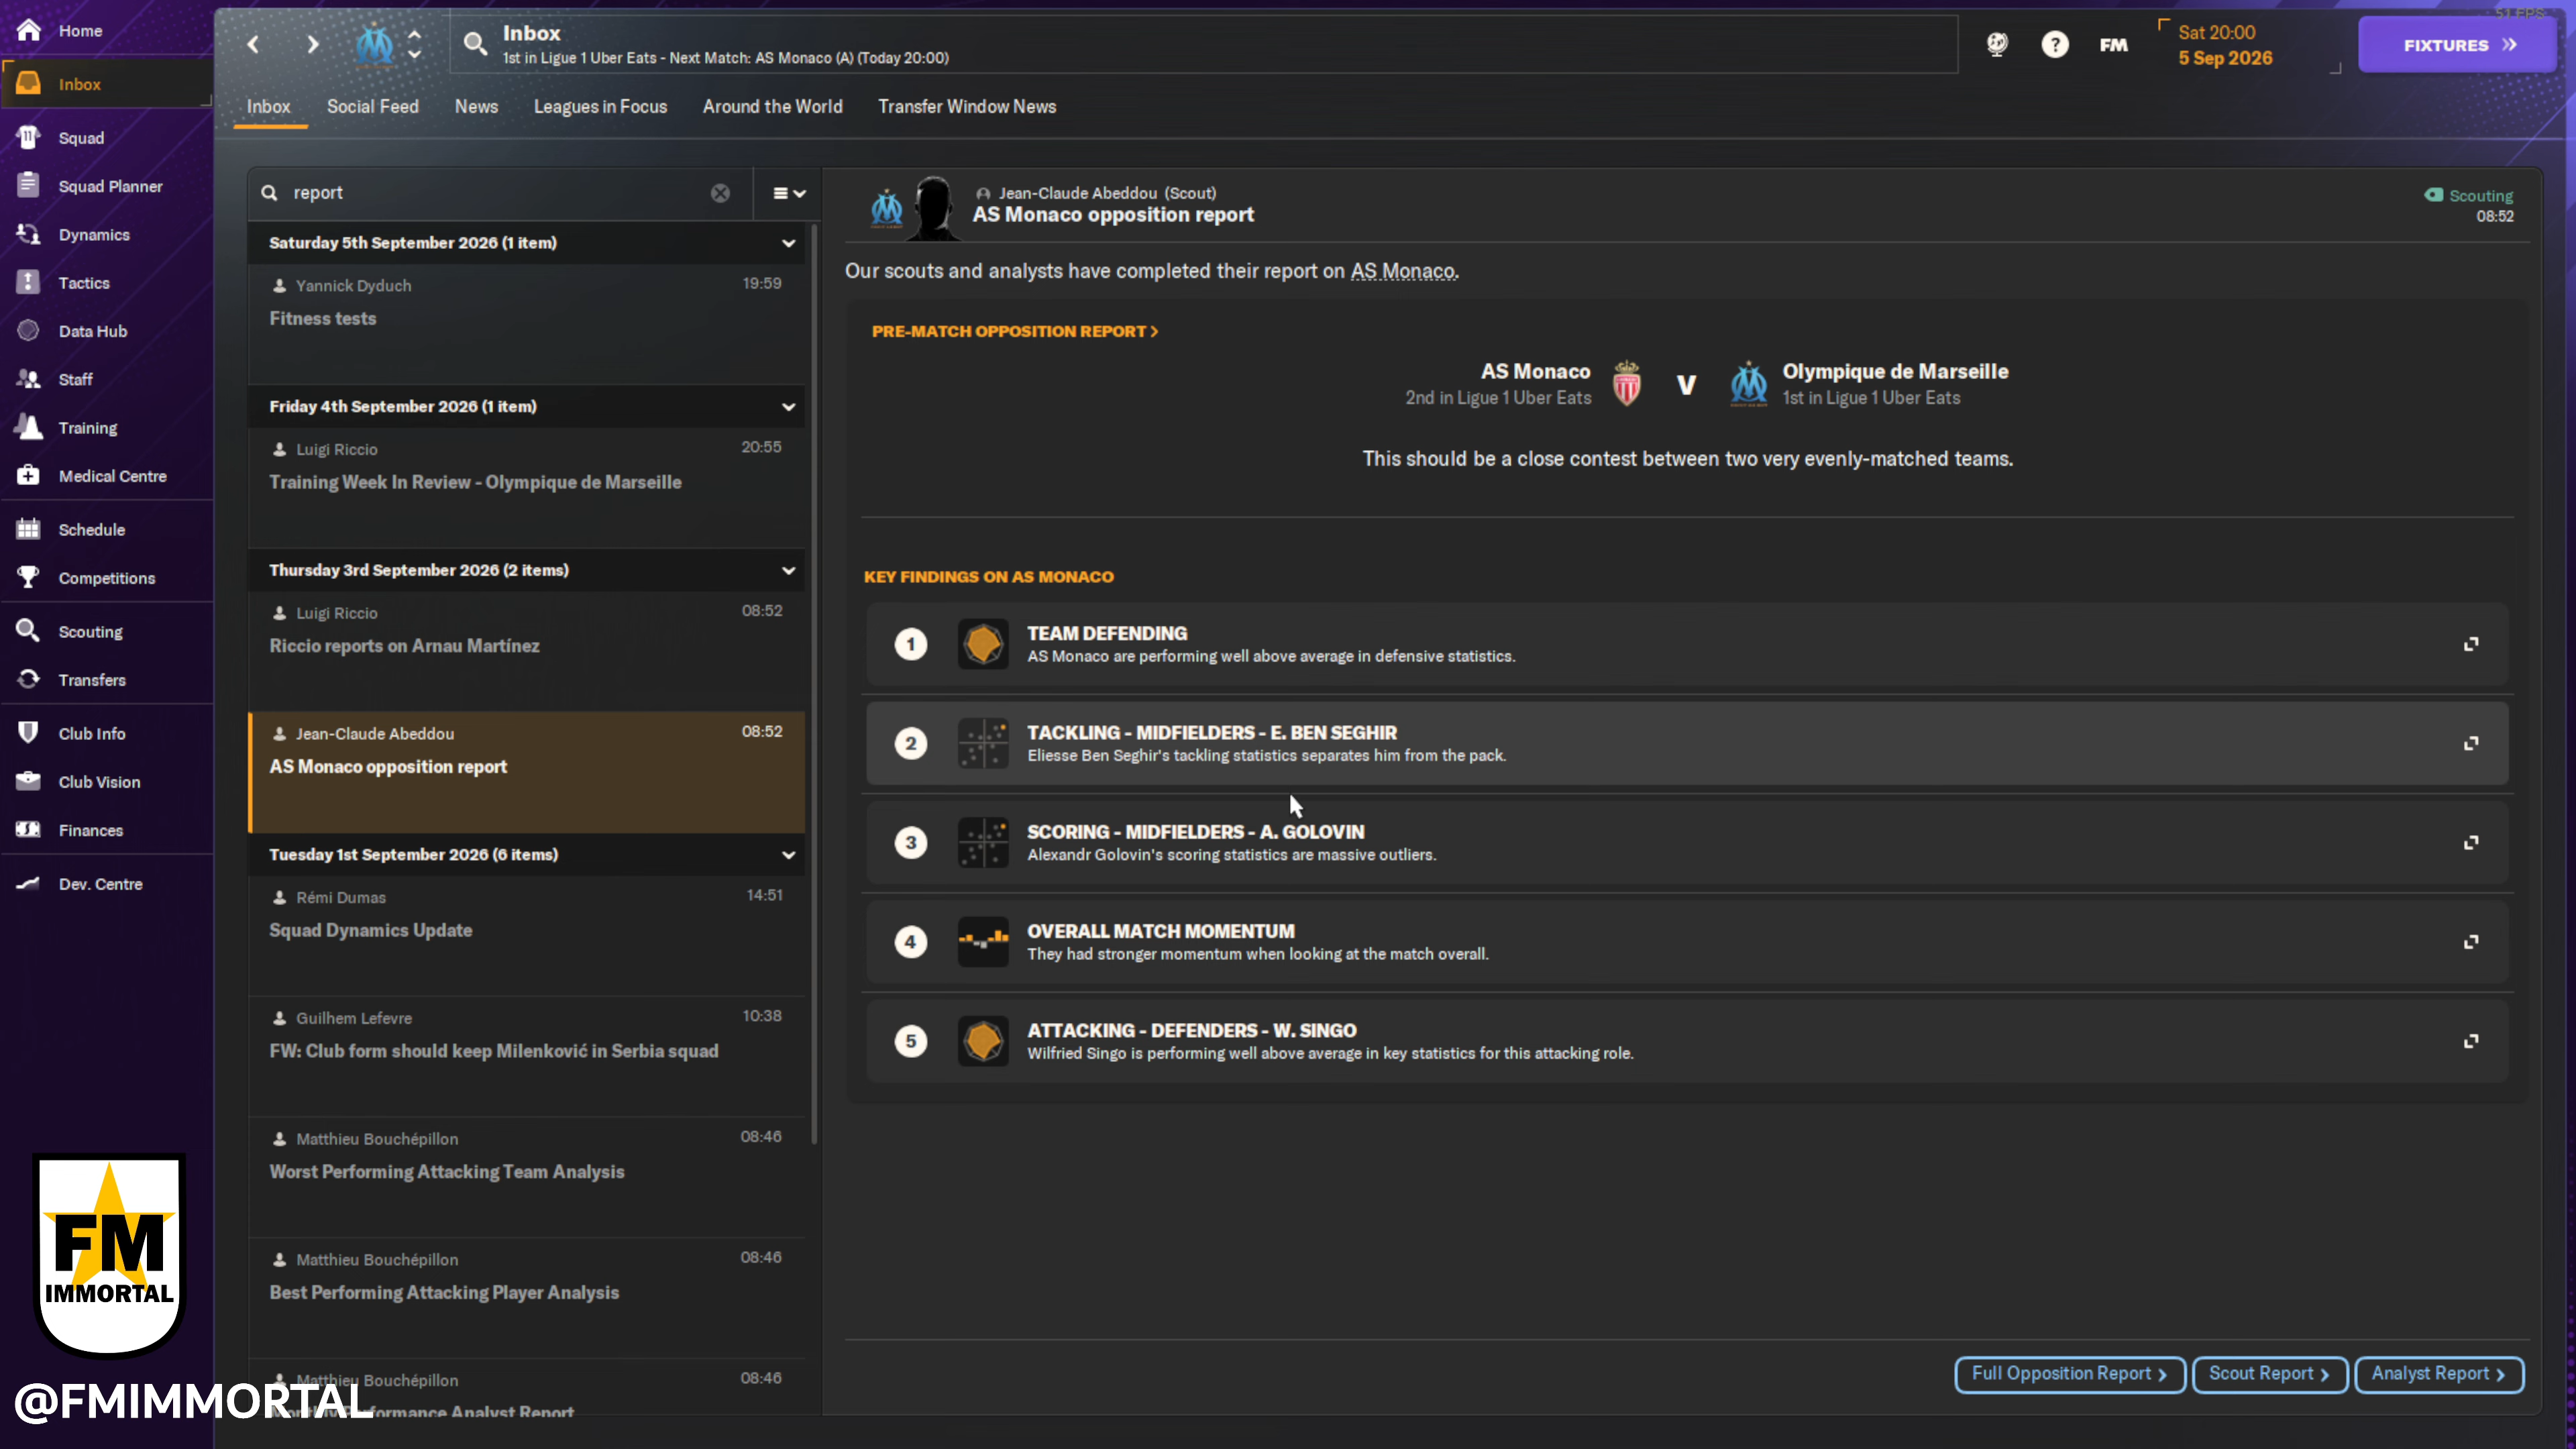 Home
Inbox
Squad
Squad Planner
Dynamics
Tactics
Data Hub
Staff
Training
Medical Centre
Schedule
Competitions
Scouting
Transfers
Club Info
Club Vision
Finances
Dev. Centre
FM
IMMORTAL
@FMIMMORTAL
Inbox
1st in Ligue 1 Uber Eats - Next Match: AS Monaco (A) (Today 20:00)
FM
Sat 20:00
5 Sep 2026
51 FPS
FIXTURES
Inbox Social Feed News Leagues in Focus Around the World Transfer Window News
report
Saturday 5th September 2026 (1 item)
Yannick Dyduch 19:59
Fitness tests
Friday 4th September 2026 (1 item)
Luigi Riccio 20:55
Training Week In Review - Olympique de Marseille
Thursday 3rd September 2026 (2 items)
Luigi Riccio 08:52
Riccio reports on Arnau Martínez
Jean-Claude Abeddou 08:52
AS Monaco opposition report
Tuesday 1st September 2026 (6 items)
Rémi Dumas 14:51
Squad Dynamics Update
Guilhem Lefevre 10:38
FW: Club form should keep Milenković in Serbia squad
Matthieu Bouchépillon 08:46
Worst Performing Attacking Team Analysis
Matthieu Bouchépillon 08:46
Best Performing Attacking Player Analysis
Matthieu Bouchépillon 08:46
Monthly Performance Analyst Report
Jean-Claude Abeddou (Scout)
AS Monaco opposition report
Scouting
08:52
Our scouts and analysts have completed their report on AS Monaco.
PRE-MATCH OPPOSITION REPORT >
AS Monaco
2nd in Ligue 1 Uber Eats
V
Olympique de Marseille
1st in Ligue 1 Uber Eats
This should be a close contest between two very evenly-matched teams.
KEY FINDINGS ON AS MONACO
1
TEAM DEFENDING
AS Monaco are performing well above average in defensive statistics.
2
TACKLING - MIDFIELDERS - E. BEN SEGHIR
Eliesse Ben Seghir's tackling statistics separates him from the pack.
3
SCORING - MIDFIELDERS - A. GOLOVIN
Alexandr Golovin's scoring statistics are massive outliers.
4
OVERALL MATCH MOMENTUM
They had stronger momentum when looking at the match overall.
5
ATTACKING - DEFENDERS - W. SINGO
Wilfried Singo is performing well above average in key statistics for this attacking role.
Full Opposition Report > Scout Report > Analyst Report >